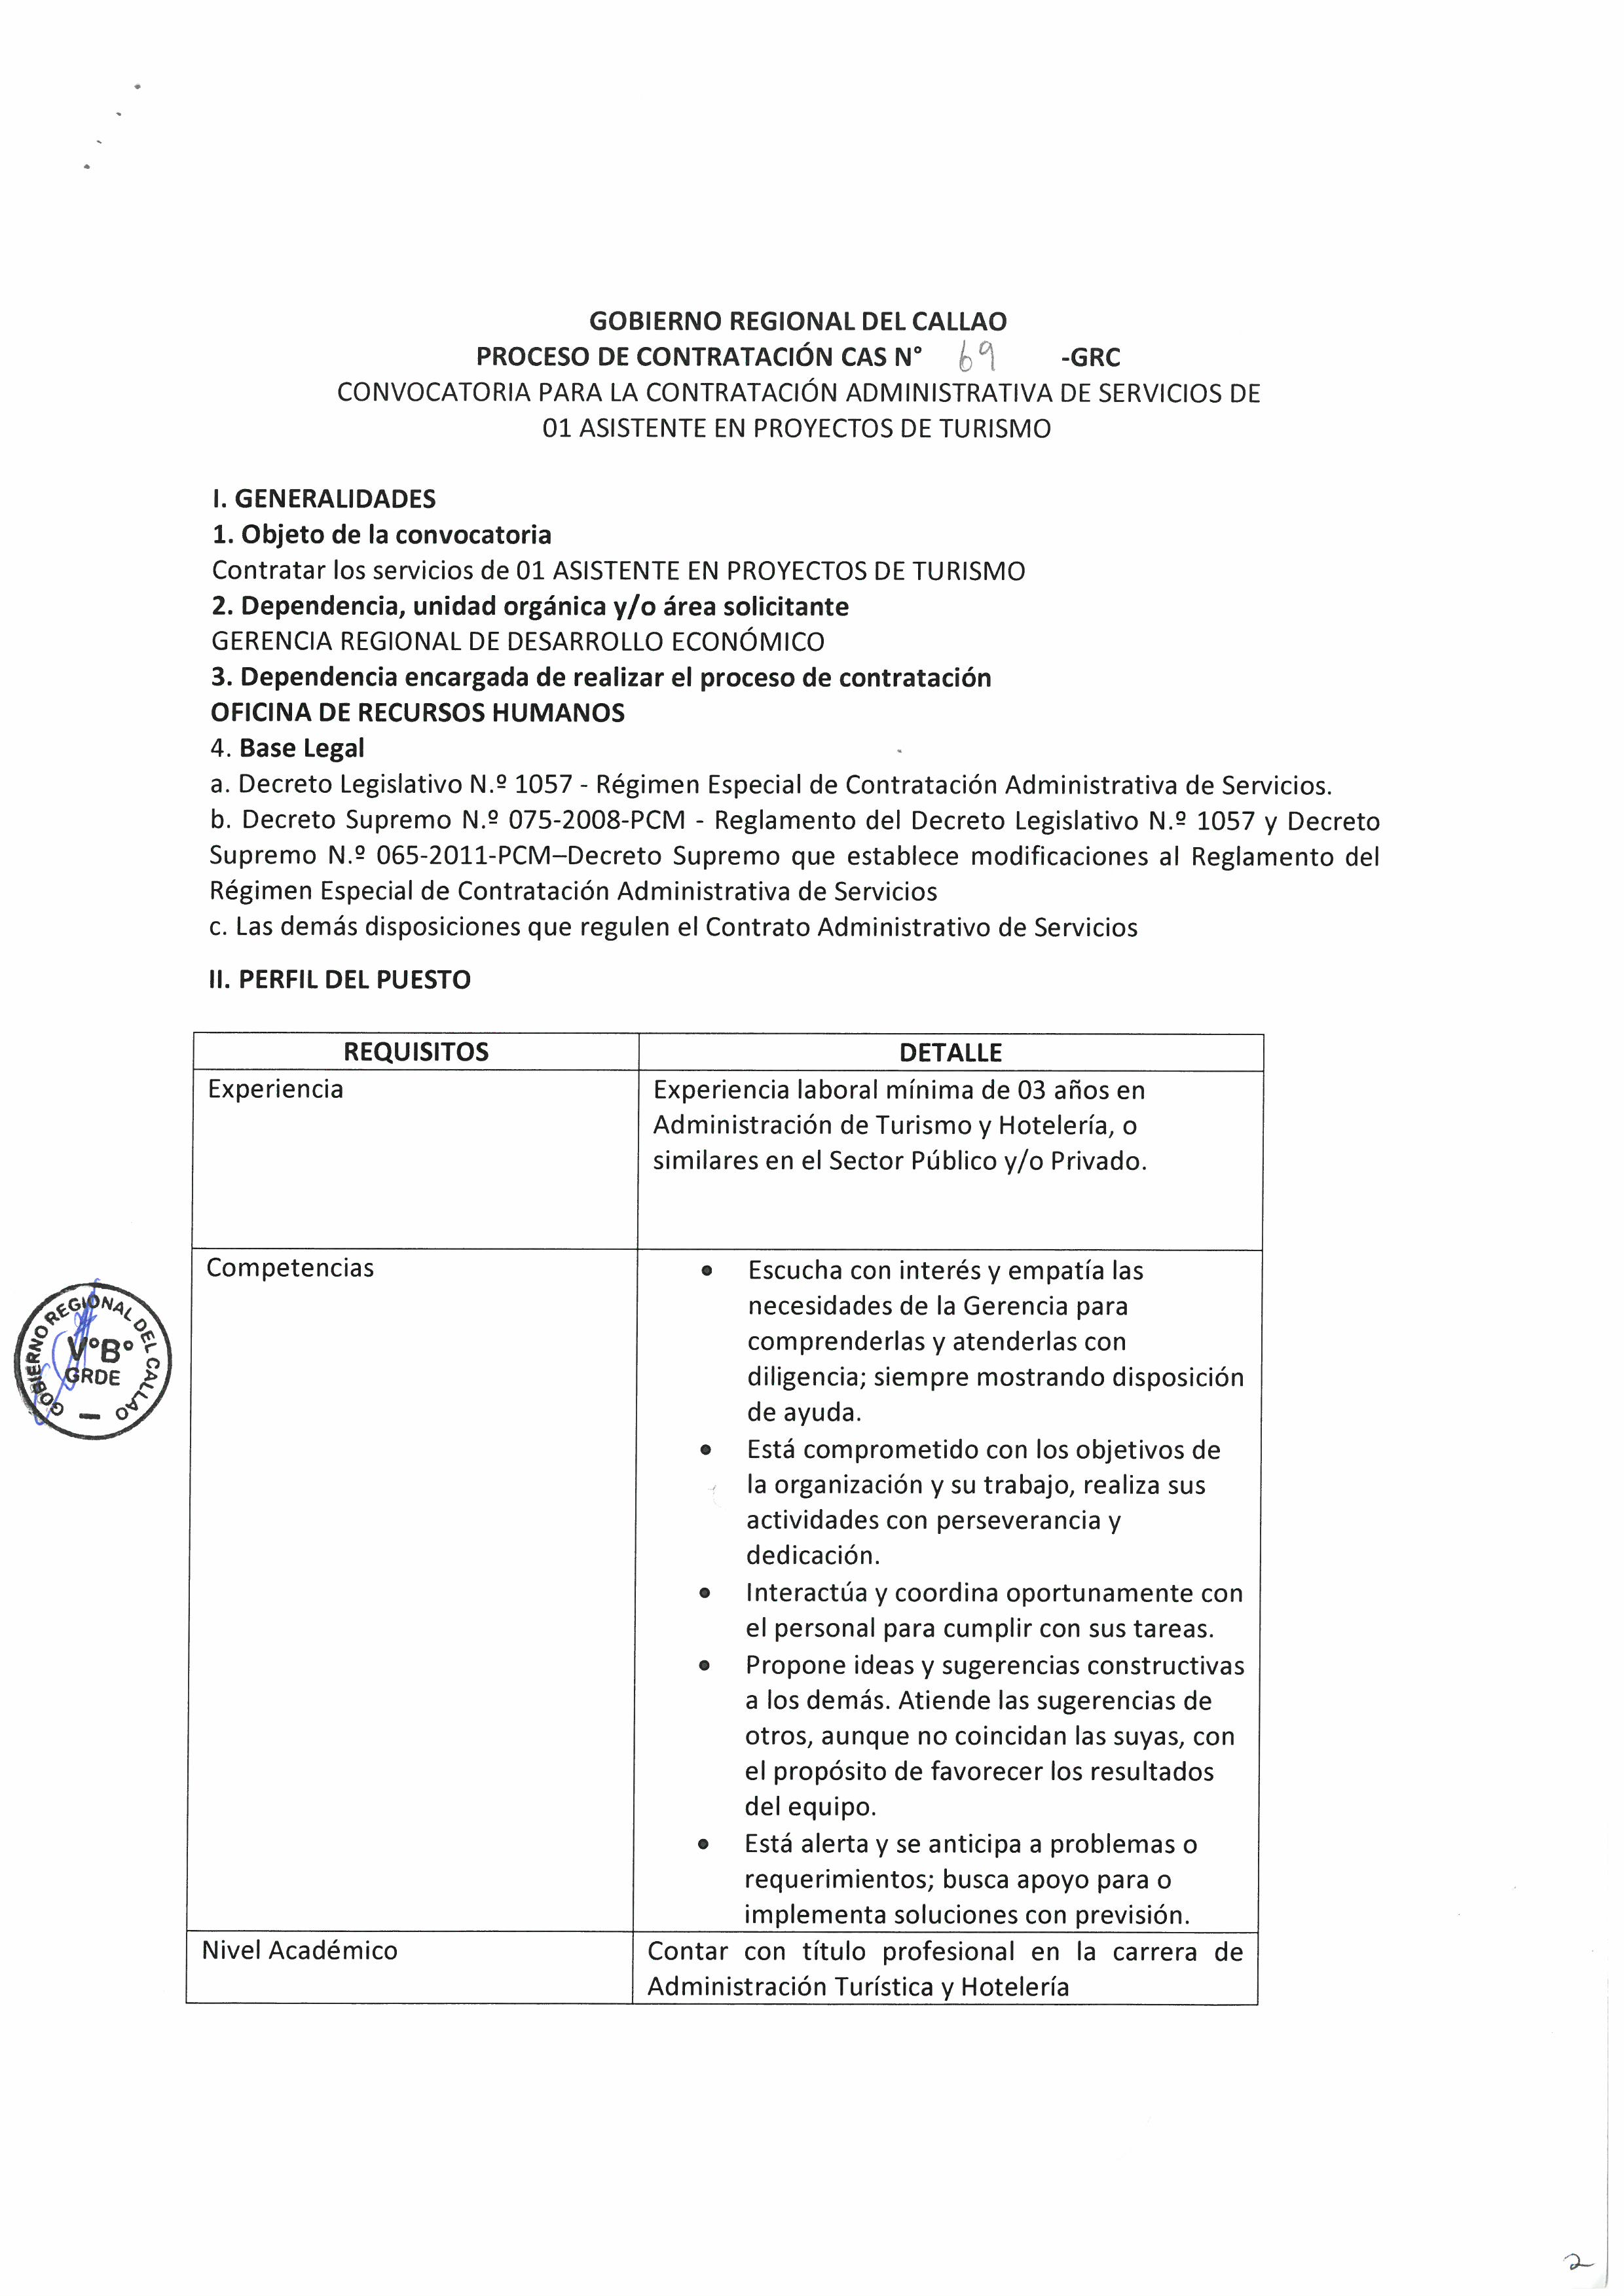 GOBIERNO REGIONAL DEL CALLAO
PROCESO DE CONTRATACIÓN CAS N° 69 -GRC
CONVOCATORIA PARA LA CONTRATACIÓN ADMINISTRATIVA DE SERVICIOS DE
01 ASISTENTE EN PROYECTOS DE TURISMO
I. GENERALIDADES
1. Objeto de la convocatoria
Contratar los servicios de 01 ASISTENTE EN PROYECTOS DE TURISMO
2. Dependencia, unidad orgánica y/o área solicitante
GERENCIA REGIONAL DE DESARROLLO ECONÓMICO
3. Dependencia encargada de realizar el proceso de contratación
OFICINA DE RECURSOS HUMANOS
4. Base Legal
a. Decreto Legislativo N.º 1057 - Régimen Especial de Contratación Administrativa de Servicios.
b. Decreto Supremo N.º 075-2008-PCM - Reglamento del Decreto Legislativo N.º 1057 y Decreto
Supremo N.º 065-2011-PCM–Decreto Supremo que establece modificaciones al Reglamento del
Régimen Especial de Contratación Administrativa de Servicios
c. Las demás disposiciones que regulen el Contrato Administrativo de Servicios
II. PERFIL DEL PUESTO
REQUISITOS DETALLE
Experiencia
Experiencia laboral mínima de 03 años en
Administración de Turismo y Hotelería, o
similares en el Sector Público y/o Privado.
Competencias
• Escucha con interés y empatía las
necesidades de la Gerencia para
comprenderlas y atenderlas con
diligencia; siempre mostrando disposición
de ayuda.
• Está comprometido con los objetivos de
la organización y su trabajo, realiza sus
actividades con perseverancia y
dedicación.
• Interactúa y coordina oportunamente con
el personal para cumplir con sus tareas.
• Propone ideas y sugerencias constructivas
a los demás. Atiende las sugerencias de
otros, aunque no coincidan las suyas, con
el propósito de favorecer los resultados
del equipo.
• Está alerta y se anticipa a problemas o
requerimientos; busca apoyo para o
implementa soluciones con previsión.
Nivel Académico
Contar con título profesional en la carrera de
Administración Turística y Hotelería
GOBIERNO REGIONAL DEL CALLAO
V°B°
GRDE
2